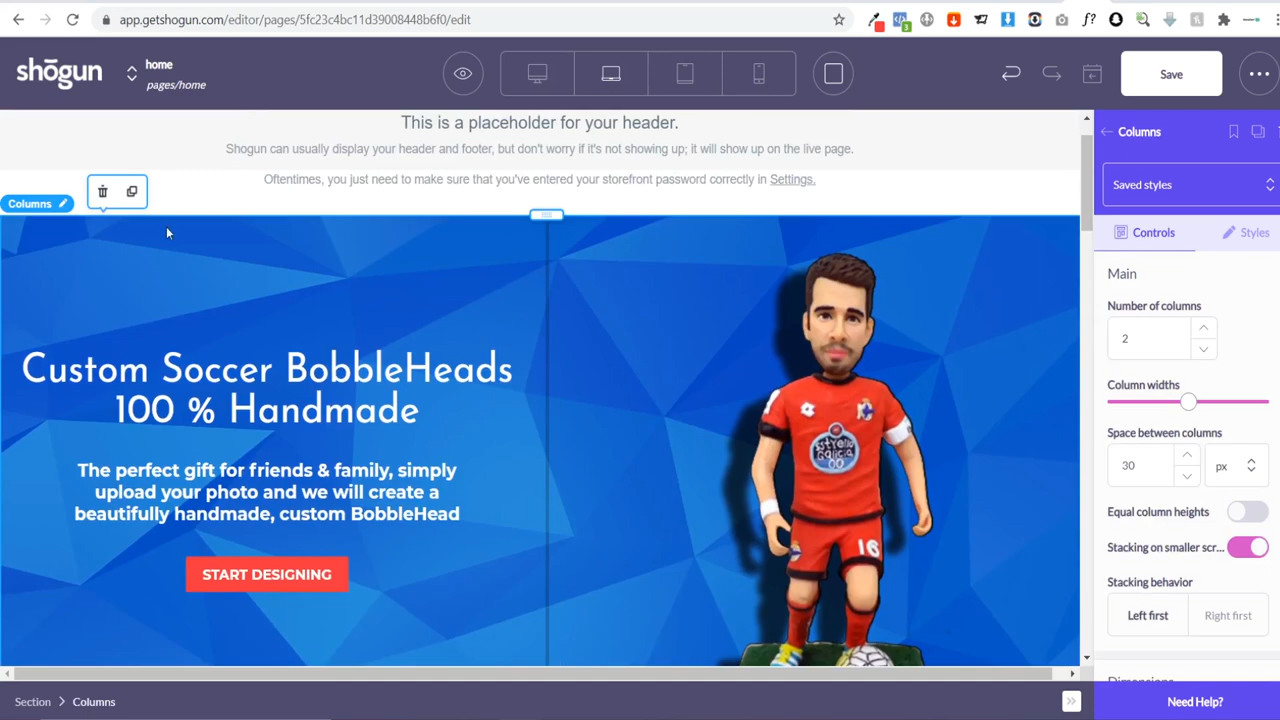 app.getshogun.com/editor/pages/5fc23c4bc11d39008448b6f0/edit
3
f?
shōgun
home
pages/home
Save
This is a placeholder for your header.
Shogun can usually display your header and footer, but don't worry if it's not showing up; it will show up on the live page.
Oftentimes, you just need to make sure that you've entered your storefront password correctly in Settings.
Columns
Custom Soccer BobbleHeads
100 % Handmade
The perfect gift for friends & family, simply
upload your photo and we will create a
beautifully handmade, custom BobbleHead
START DESIGNING
ESTRELLA
GALICIA
00
16
Columns
Saved styles
Controls
Styles
Main
Number of columns
2
Column widths
Space between columns
30
px
Equal column heights
Stacking on smaller scr...
Stacking behavior
Left first
Right first
Section
Columns
Need Help?